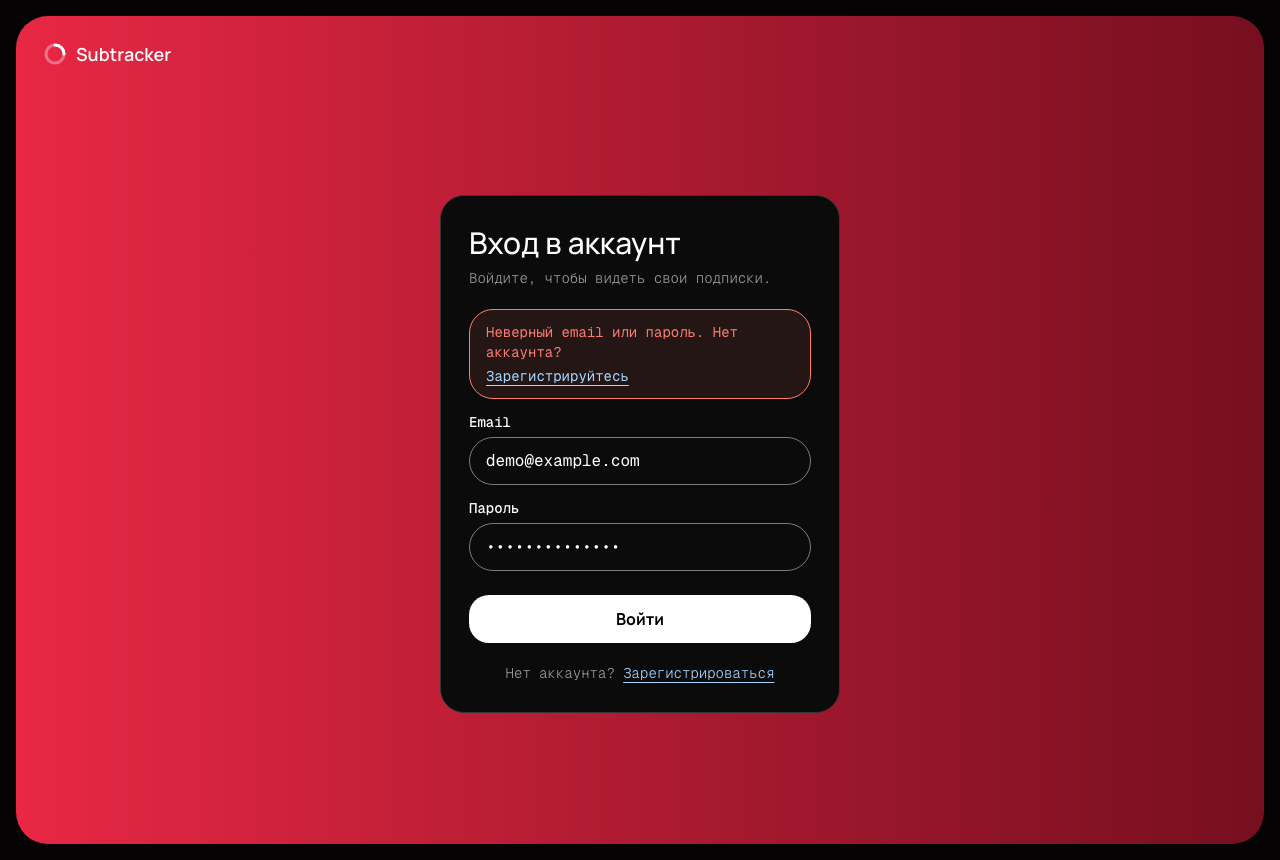 Subtracker
Вход в аккаунт
Войдите, чтобы видеть свои подписки.
Неверный email или пароль. Нет
аккаунта?
Зарегистрируйтесь
Email
demo@example.com
Пароль
••••••••••••••
Войти
Нет аккаунта? Зарегистрироваться